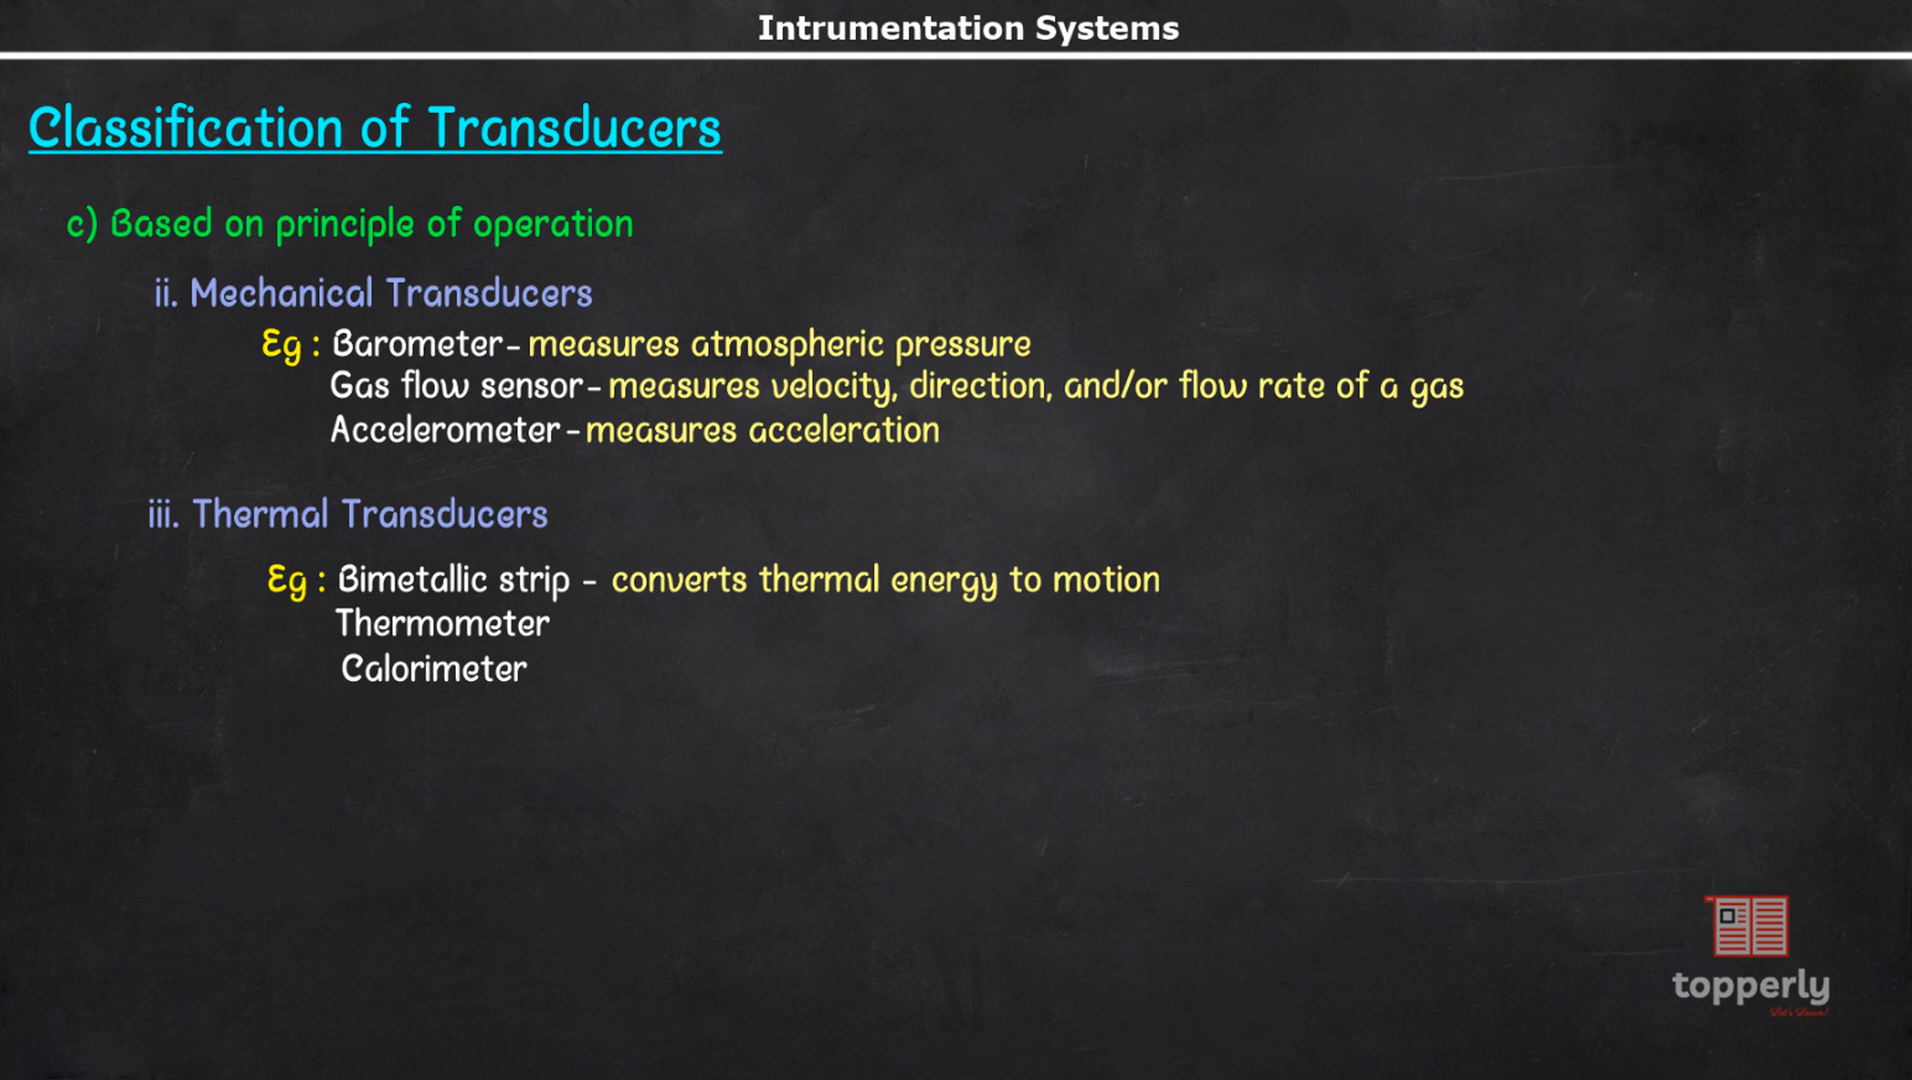 Intrumentation Systems
Classification of Transducers
c) Based on principle of operation
ii. Mechanical Transducers
Eg : Barometer - measures atmospheric pressure
Gas flow sensor - measures velocity, direction, and/or flow rate of a gas
Accelerometer - measures acceleration
iii. Thermal Transducers
Eg : Bimetallic strip - converts thermal energy to motion
Thermometer
Calorimeter
topperly
Let's Learn!